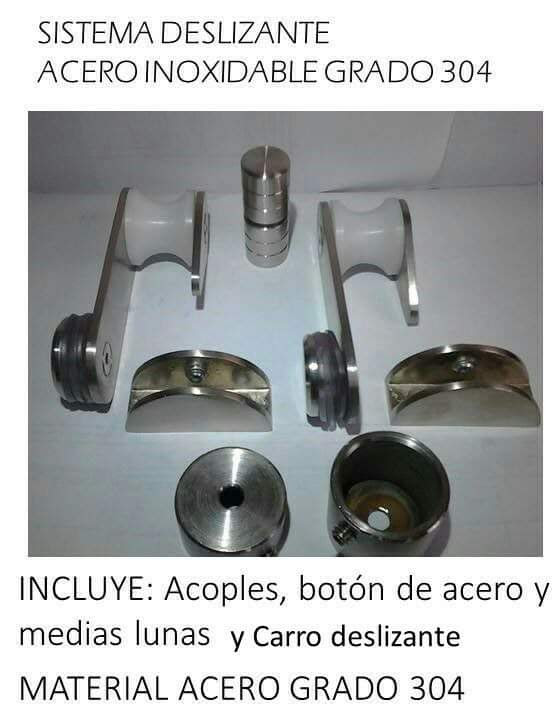 SISTEMA DESLIZANTE
ACERO INOXIDABLE GRADO 304
INCLUYE: Acoples, botón de acero y
medias lunas y Carro deslizante
MATERIAL ACERO GRADO 304